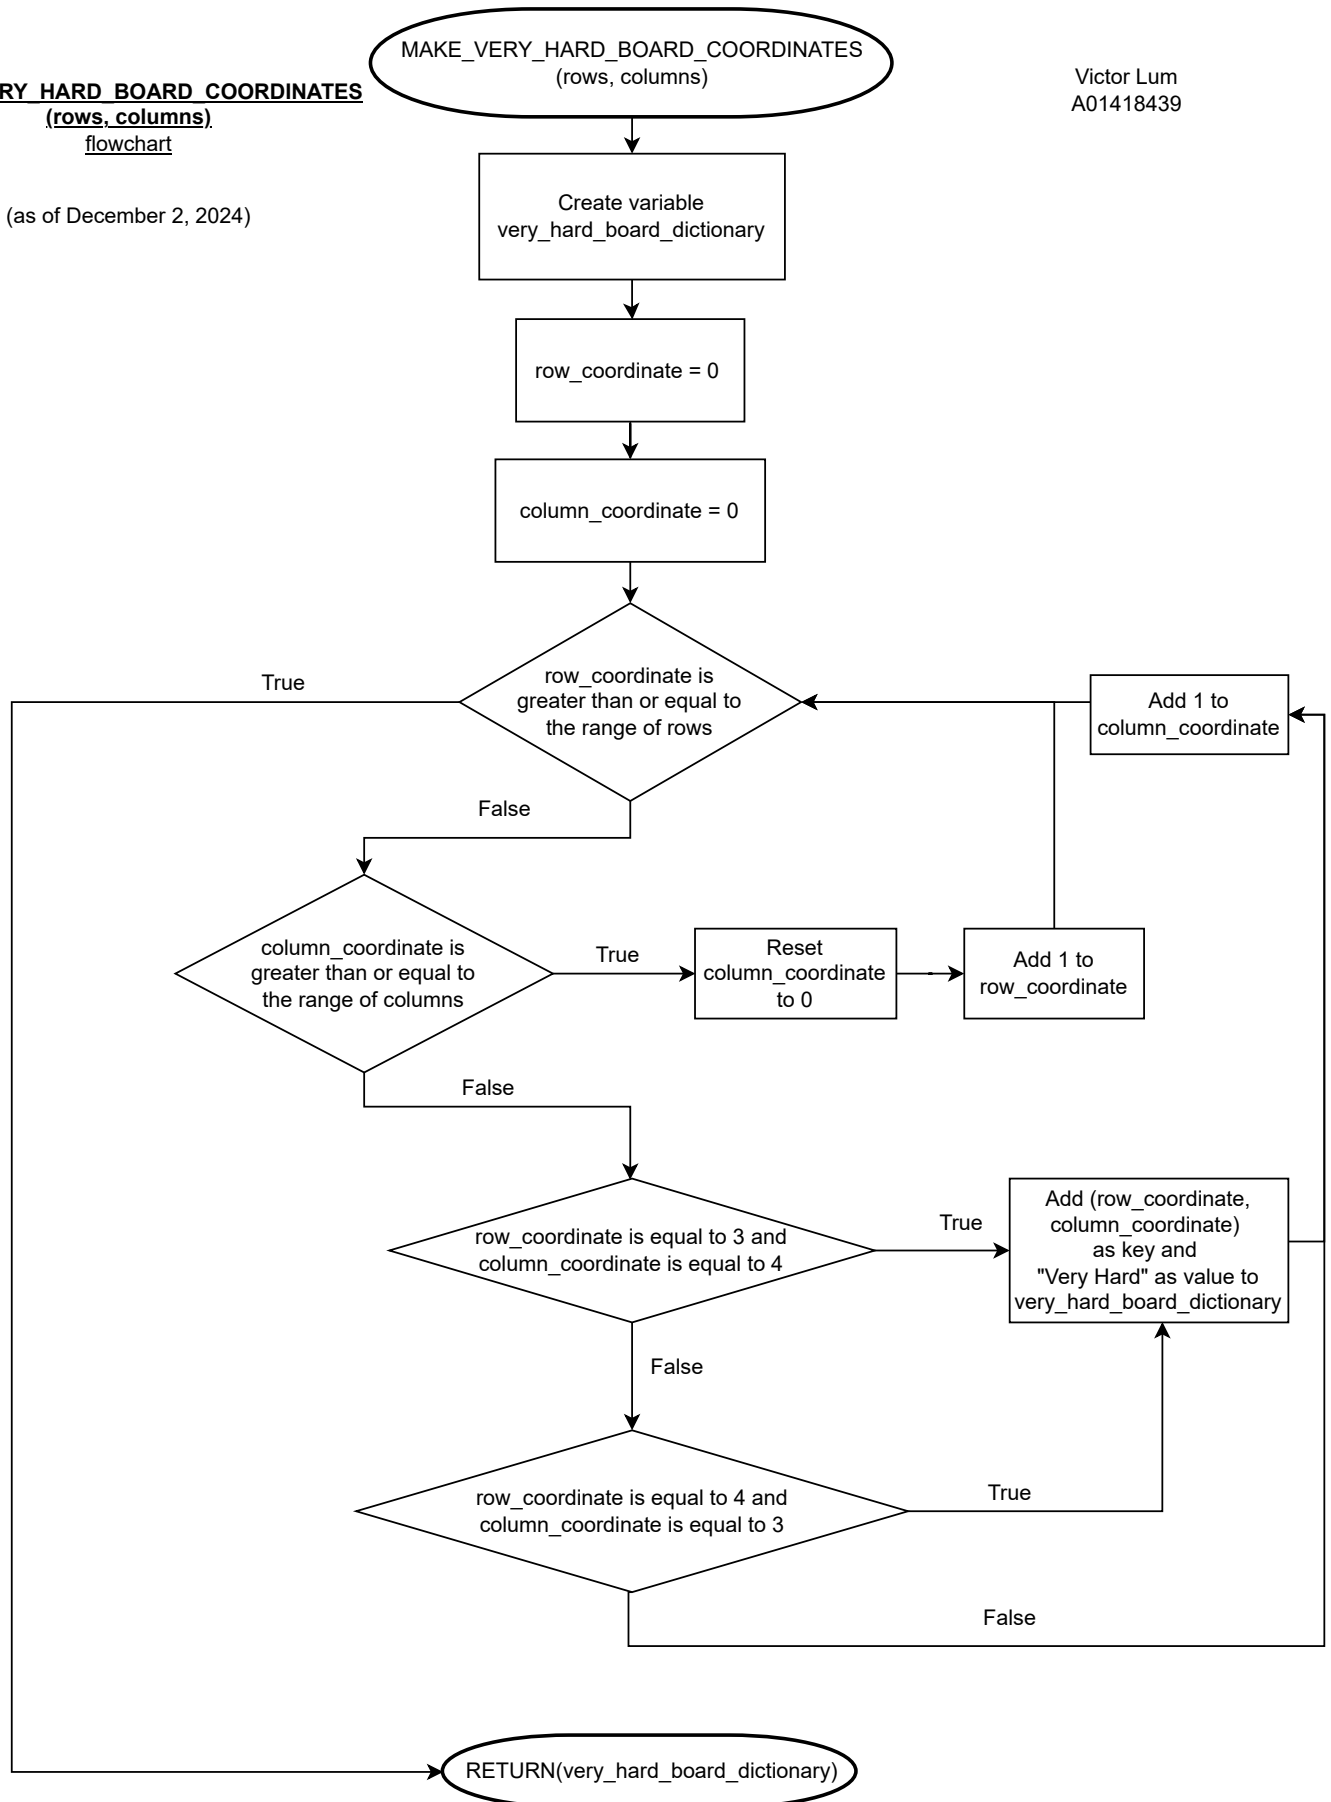 MAKE_VERY_HARD_BOARD_COORDINATES
(rows, columns)
RY_HARD_BOARD_COORDINATES
(rows, columns)
flowchart
(as of December 2, 2024)
Victor Lum
A01418439
Create variable
very_hard_board_dictionary
row_coordinate = 0
column_coordinate = 0
row_coordinate is
greater than or equal to
the range of rows
True
Add 1 to
column_coordinate
False
column_coordinate is
greater than or equal to
the range of columns
True
Reset
column_coordinate
to 0
Add 1 to
row_coordinate
False
row_coordinate is equal to 3 and
column_coordinate is equal to 4
True
Add (row_coordinate,
column_coordinate)
as key and
"Very Hard" as value to
very_hard_board_dictionary
False
row_coordinate is equal to 4 and
column_coordinate is equal to 3
True
False
RETURN(very_hard_board_dictionary)